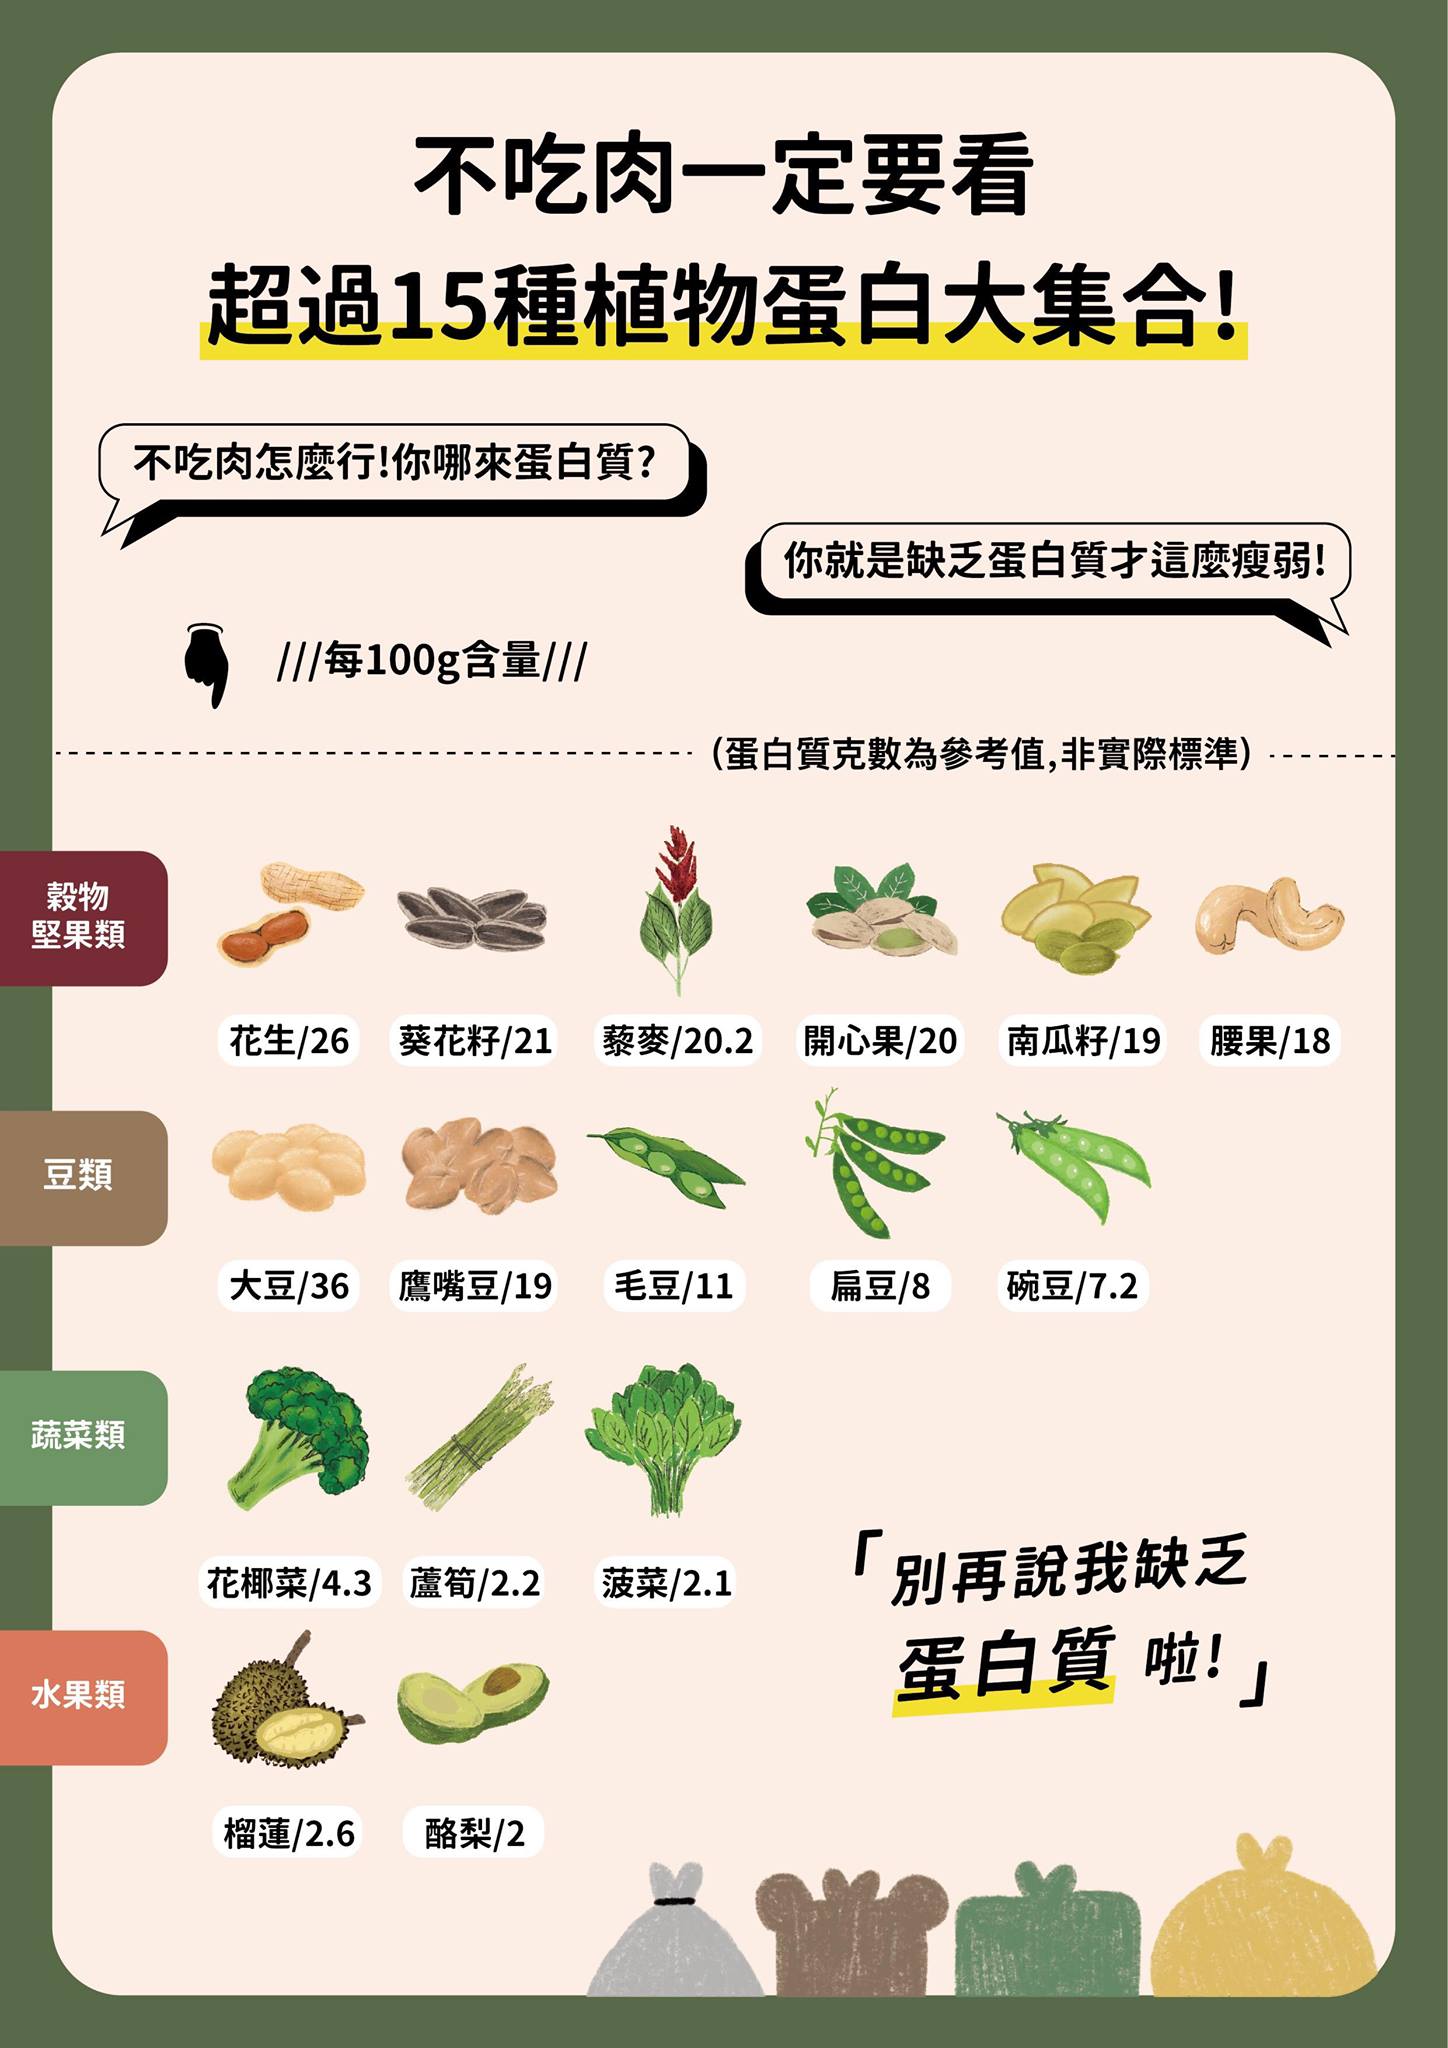 不吃肉一定要看
超過15種植物蛋白大集合!
不吃肉怎麼行!你哪來蛋白質?
你就是缺乏蛋白質才這麼瘦弱!
///每100g含量///
(蛋白質克數為參考值,非實際標準)
穀物
堅果類
花生/26
葵花籽/21
藜麥/20.2
開心果/20
南瓜籽/19
腰果/18
豆類
大豆/36
鷹嘴豆/19
毛豆/11
扁豆/8
碗豆/7.2
蔬菜類
花椰菜/4.3
蘆筍/2.2
菠菜/2.1
水果類
榴蓮/2.6
酪梨/2
「別再說我缺乏
蛋白質 啦!」